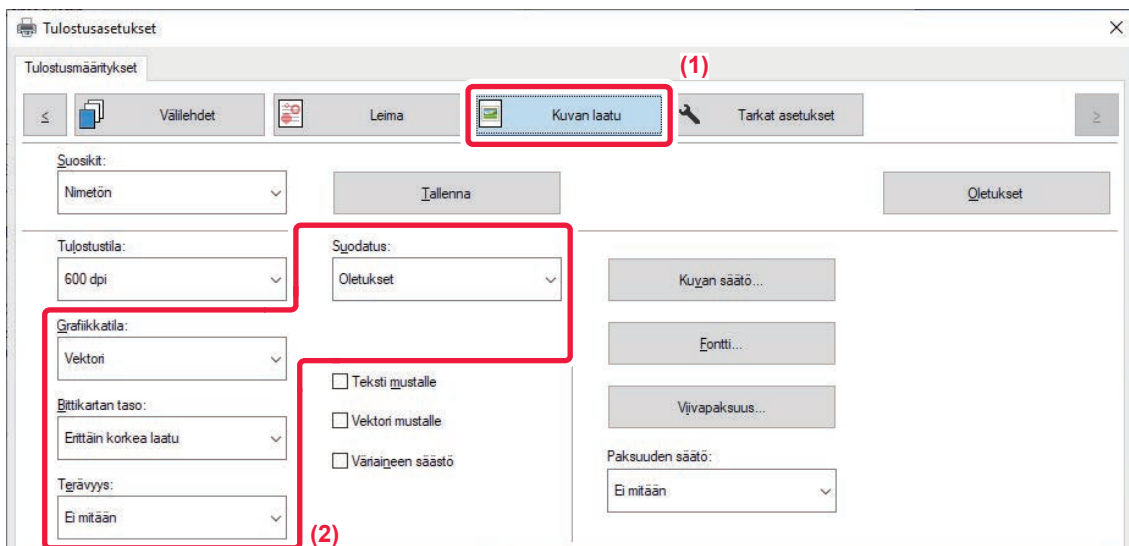 Tulostusasetukset
Tulostusmääritykset
(1)
<
Välilehdet
Leima
Kuvan laatu
Tarkat asetukset
>
Suosikit:
Nimetön
Tallenna
Oletukset
Tulostustila:
600 dpi
Suodatus:
Oletukset
Kuvan säätö...
Grafiikkatila:
Vektori
Fontti...
Teksti mustalle
Bittikartan taso:
Erittäin korkea laatu
Vektori mustalle
Viivapaksuus...
Väriaineen säästö
Paksuuden säätö:
Ei mitään
Terävyys:
Ei mitään
(2)